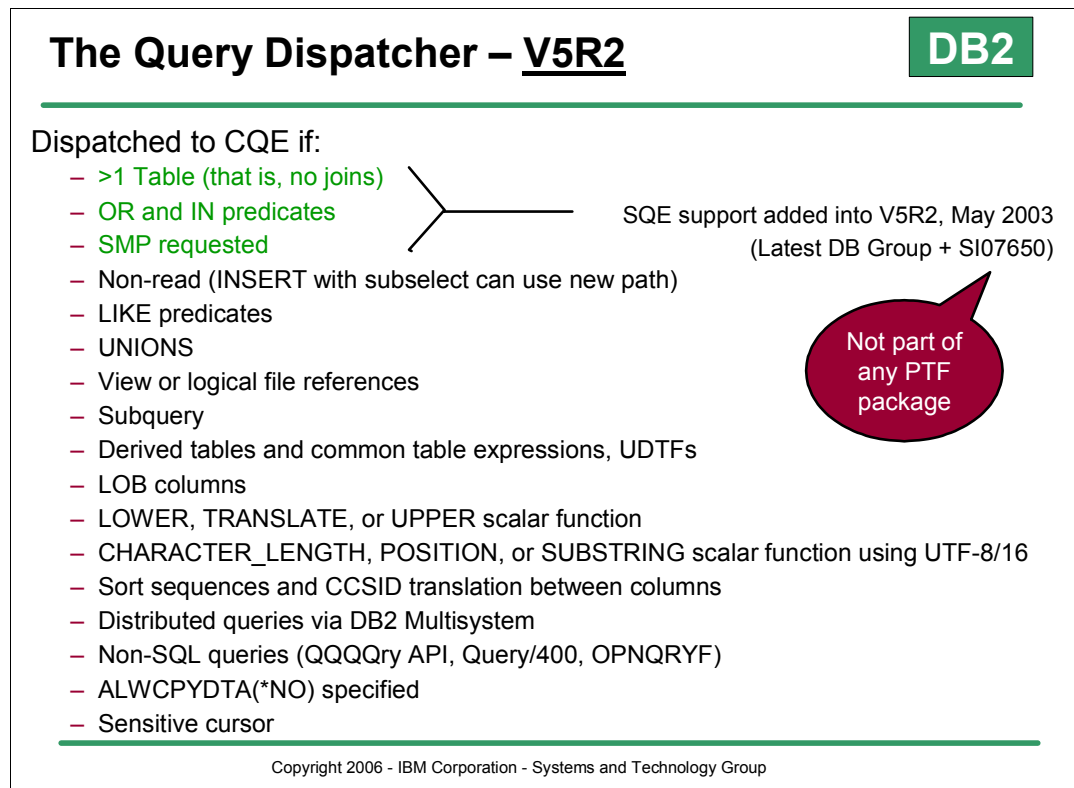 The Query Dispatcher – V5R2
DB2
Dispatched to CQE if:
– >1 Table (that is, no joins)
– OR and IN predicates
– SMP requested
SQE support added into V5R2, May 2003
(Latest DB Group + SI07650)
– Non-read (INSERT with subselect can use new path)
– LIKE predicates
– UNIONS
– View or logical file references
– Subquery
– Derived tables and common table expressions, UDTFs
– LOB columns
– LOWER, TRANSLATE, or UPPER scalar function
– CHARACTER_LENGTH, POSITION, or SUBSTRING scalar function using UTF-8/16
– Sort sequences and CCSID translation between columns
– Distributed queries via DB2 Multisystem
– Non-SQL queries (QQQQry API, Query/400, OPNQRYF)
– ALWCPYDTA(*NO) specified
– Sensitive cursor
Not part of
any PTF
package
Copyright 2006 - IBM Corporation - Systems and Technology Group